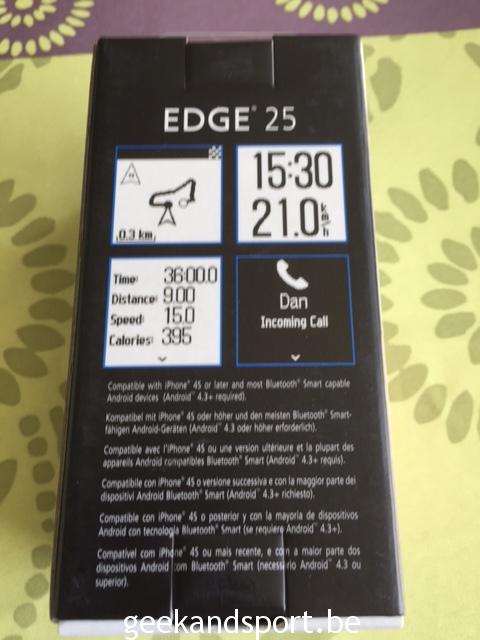 EDGE® 25
N
0.3 km
15:30
21.0 km/h
Time: 36:00.0
Distance: 9.00
Speed: 15.0
Calories: 395
Dan
Incoming Call
Compatible with iPhone® 4S or later and most Bluetooth® Smart capable
Android devices (Android™ 4.3+ required).
Kompatibel mit iPhone® 4S oder höher und den meisten Bluetooth® Smart-
fähigen Android-Geräten (Android™ 4.3 oder höher erforderlich).
Compatible avec l'iPhone® 4S ou une version ultérieure et la plupart des
appareils Android compatibles Bluetooth® Smart (Android™ 4.3+ requis).
Compatibile con iPhone® 4S o versione successiva e con la maggior parte dei
dispositivi Android Bluetooth® Smart (Android™ 4.3+ richiesto).
Compatible con iPhone® 4S o posterior y con la mayoría de dispositivos
Android con tecnología Bluetooth® Smart (se requiere Android™ 4.3+).
Compatível com iPhone® 4S ou mais recente, e com a maior parte dos
dispositivos Android com Bluetooth® Smart (necessário Android™ 4.3 ou
superior).
geekandsport.be